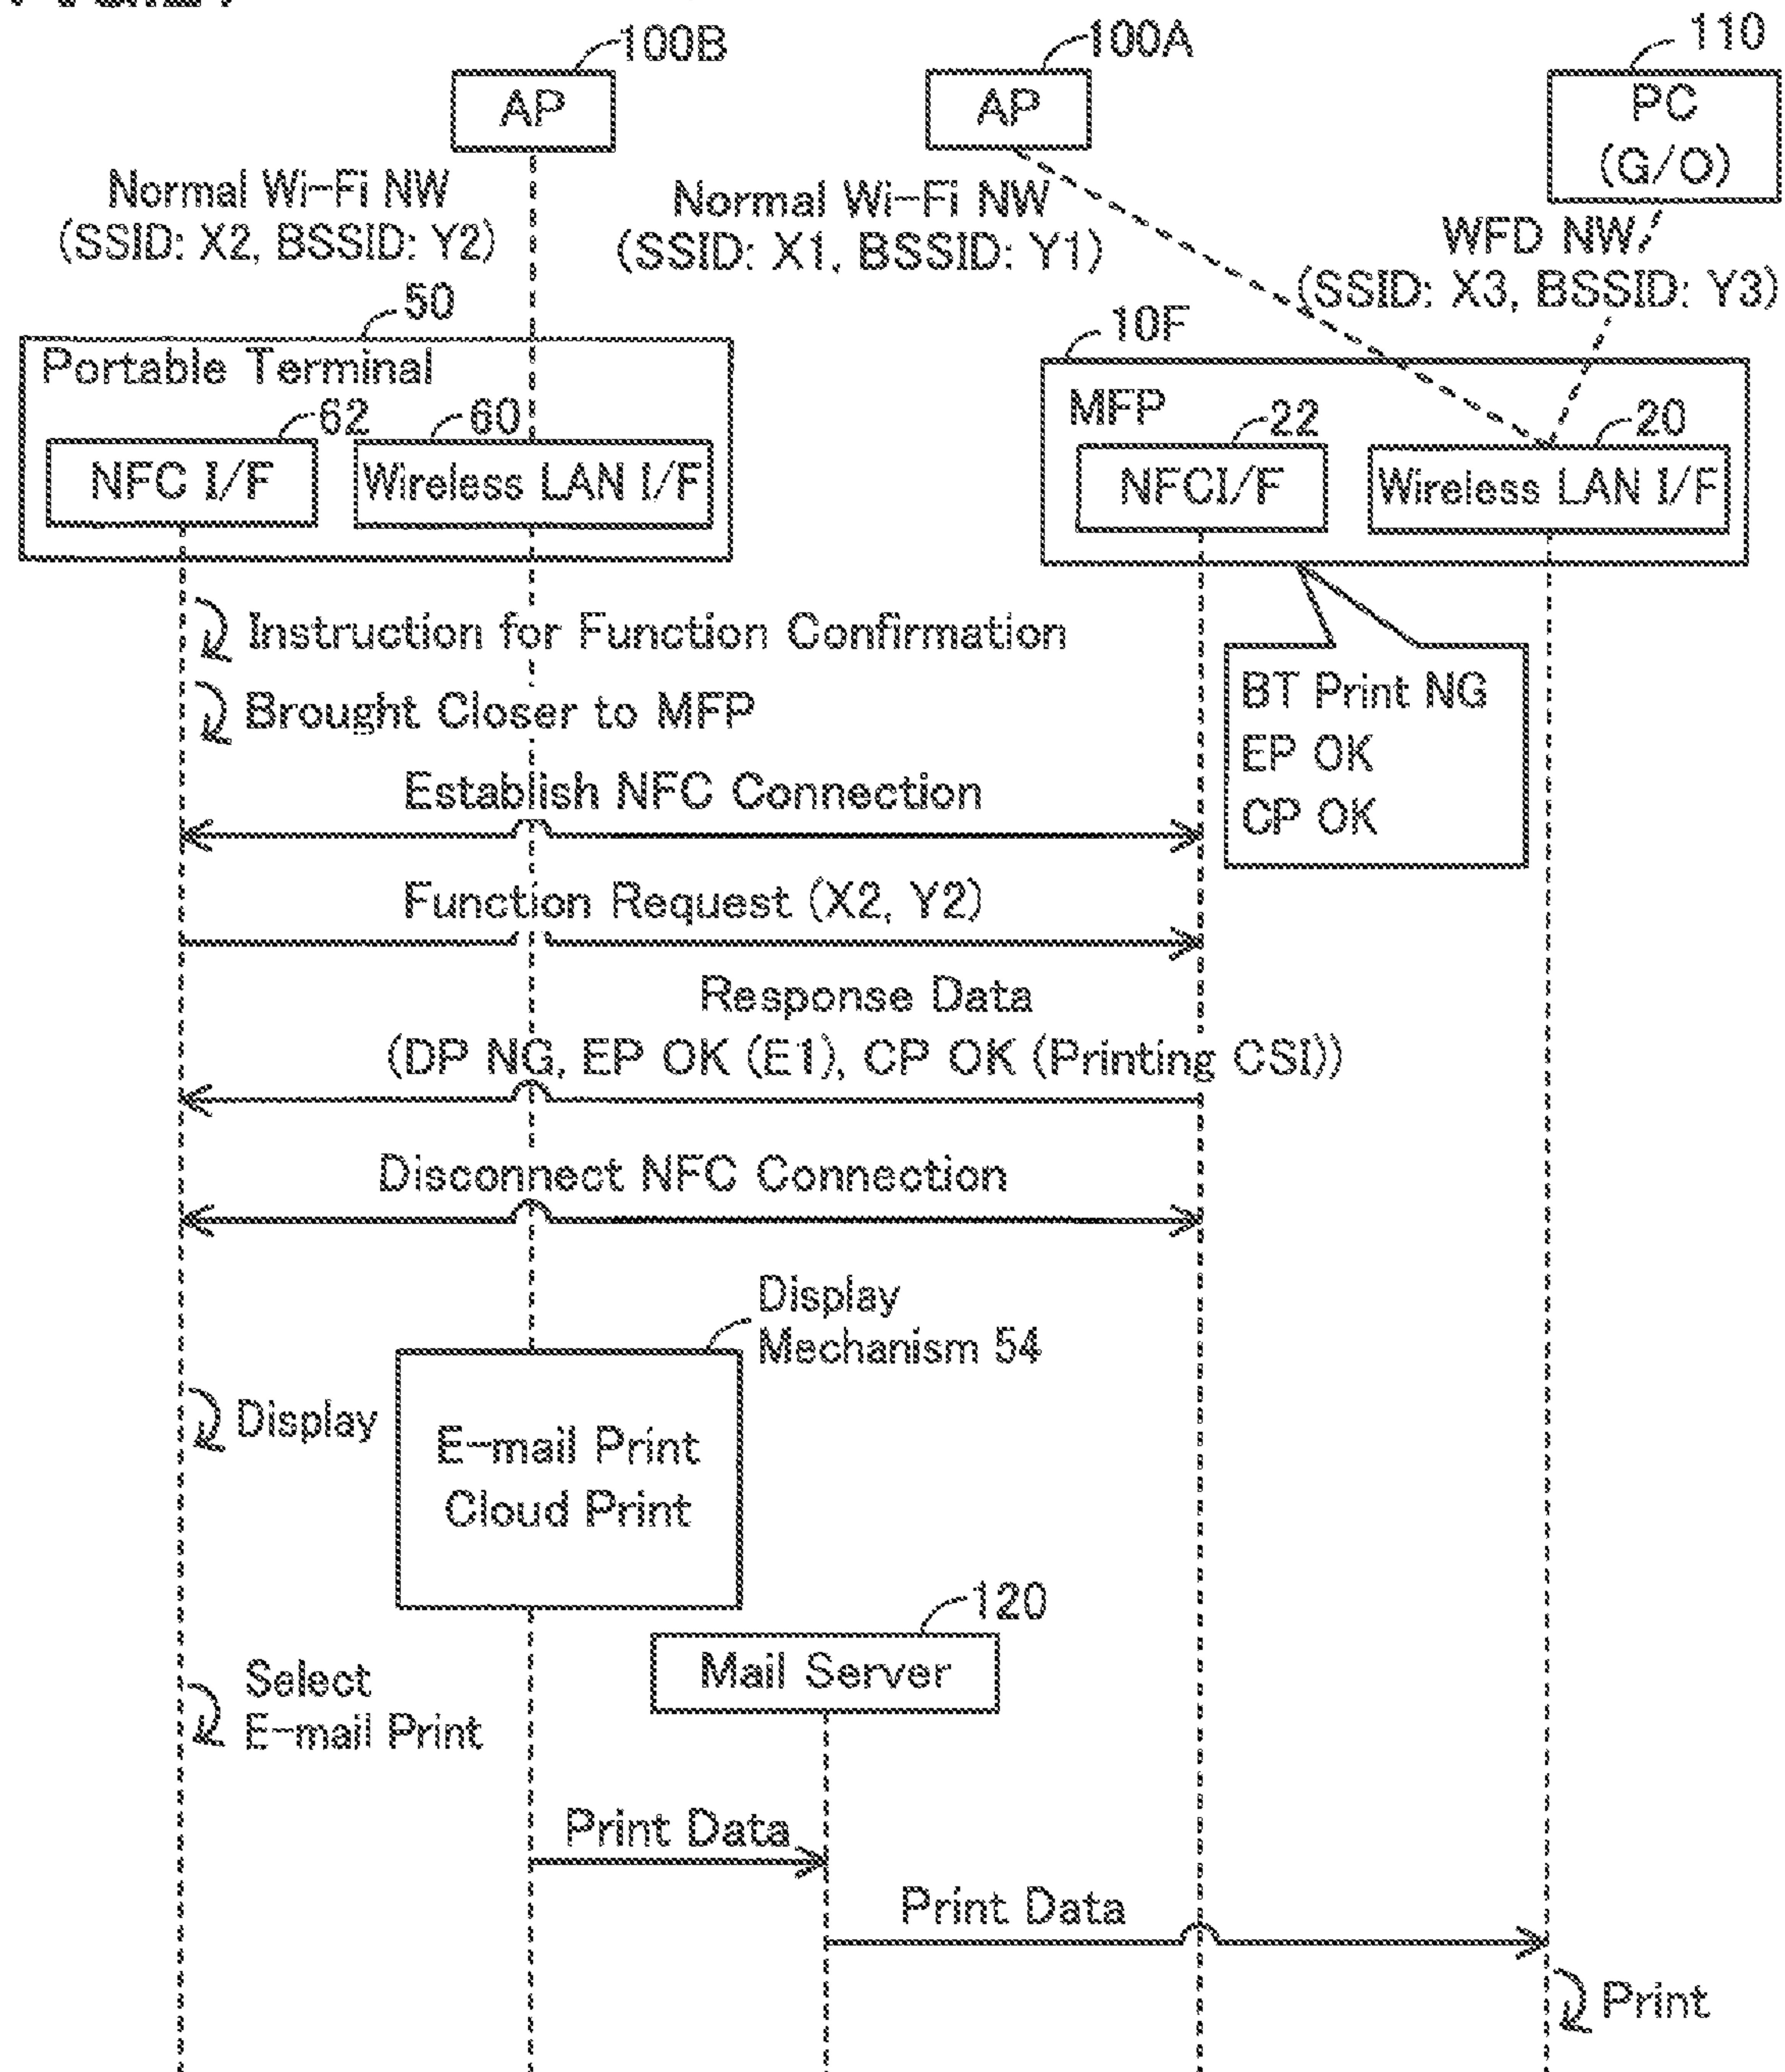 100B
100A
110
AP
AP
PC
(G/O)
Normal Wi-Fi NW
(SSID: X2, BSSID: Y2)
Normal Wi-Fi NW
(SSID: X1, BSSID: Y1)
WFD NW
(SSID: X3, BSSID: Y3)
50
10F
Portable Terminal
MFP
62
60
22
20
NFC I/F
Wireless LAN I/F
NFCI/F
Wireless LAN I/F
Instruction for Function Confirmation
Brought Closer to MFP
BT Print NG
EP OK
CP OK
Establish NFC Connection
Function Request (X2, Y2)
Response Data
(DP NG, EP OK (E1), CP OK (Printing CSI))
Disconnect NFC Connection
Display
Mechanism 54
Display
E-mail Print
Cloud Print
120
Mail Server
Select
E-mail Print
Print Data
Print Data
Print